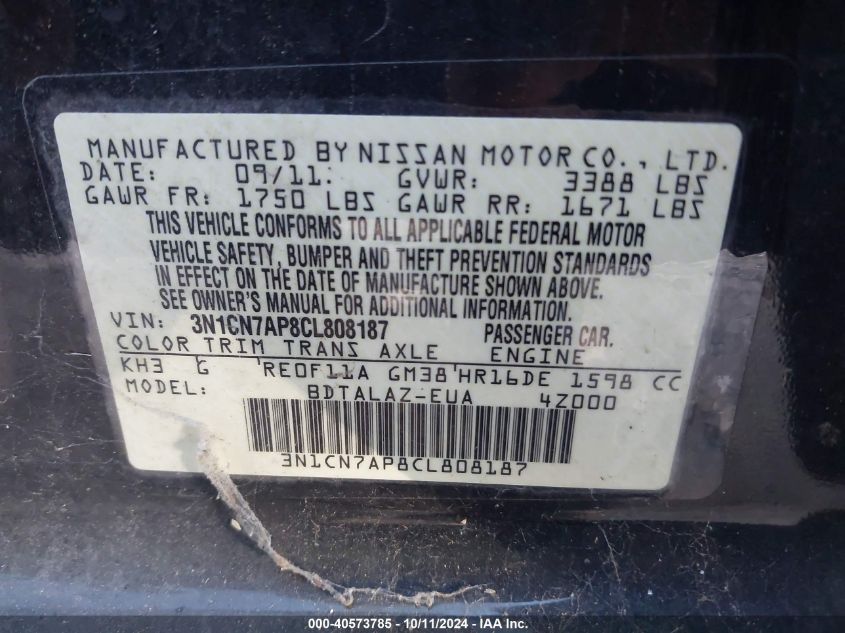 MANUFACTURED BY NISSAN MOTOR CO., LTD.
DATE: 09/11: GVWR: 3388 LBS
GAWR FR: 1750 LBS GAWR RR: 1671 LBS
THIS VEHICLE CONFORMS TO ALL APPLICABLE FEDERAL MOTOR
VEHICLE SAFETY, BUMPER AND THEFT PREVENTION STANDARDS
IN EFFECT ON THE DATE OF MANUFACTURE SHOWN ABOVE.
SEE OWNER'S MANUAL FOR ADDITIONAL INFORMATION.
VIN: 3N1CN7AP8CL808187 PASSENGER CAR.
COLOR TRIM TRANS AXLE ENGINE
KH3 G RE0F11A GM38 HR16DE 1598 CC
MODEL: BDTALAZ-EUA 4Z000
3N1CN7AP8CL808187
000-40573785 - 10/11/2024 - IAA Inc.